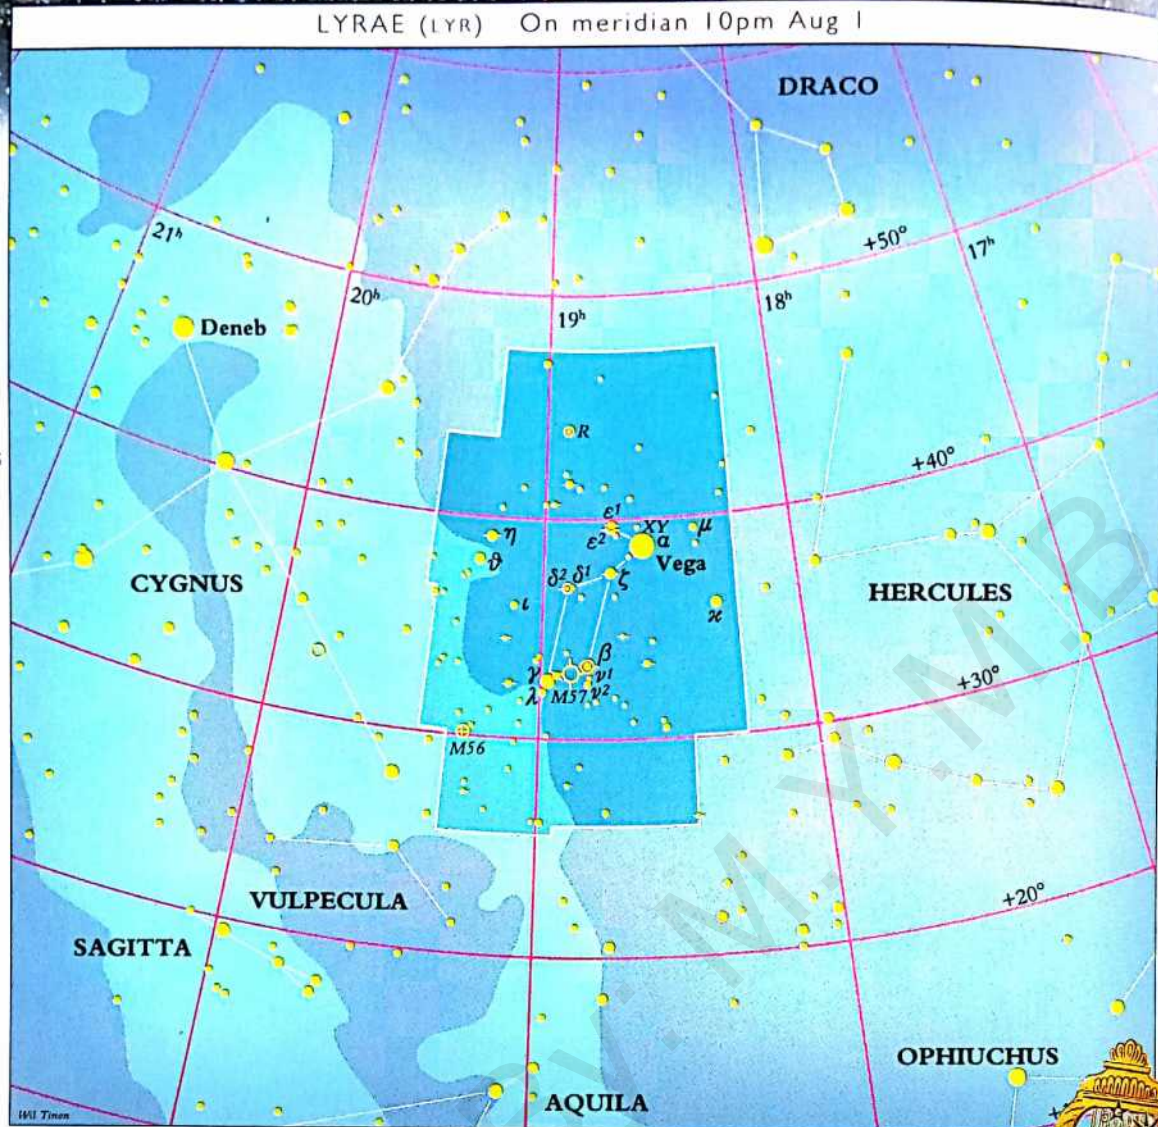 LYRAE (LYR) On meridian 10pm Aug 1
DRACO
21h
20h
19h
18h
+50°
17h
Deneb
R
+40°
ε1
ε2
XY
α
Vega
μ
η
ϑ
CYGNUS
δ2 δ1
ζ
HERCULES
ι
ϰ
β
γ
ν1
λ
M57
ν2
+30°
M56
VULPECULA
+20°
SAGITTA
OPHIUCHUS
AQUILA
Wil Tirion
By: M.Y.M.B